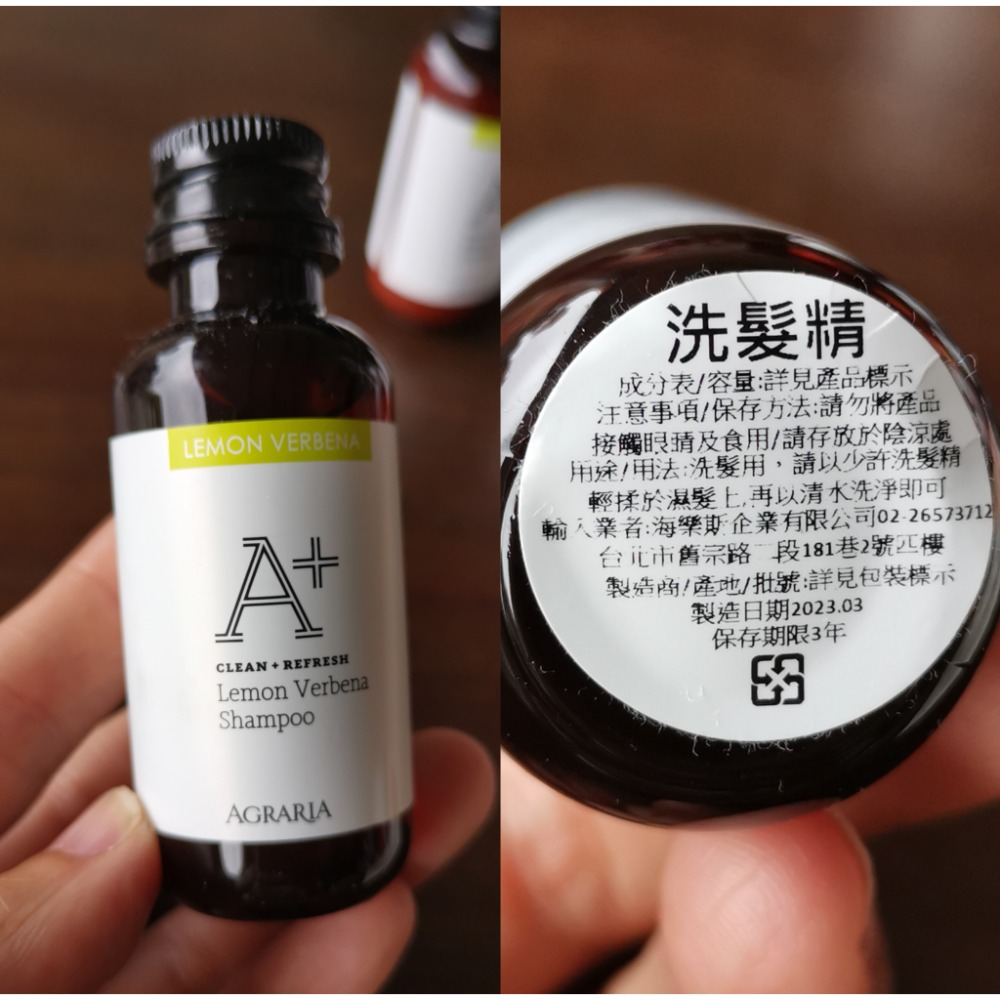 LEMON VERBENA
A+
CLEAN + REFRESH
Lemon Verbena
Shampoo
AGRARIA
洗髮精
成分表/容量:詳見產品標示
注意事項/保存方法:請勿將產品
接觸眼睛及食用/請存放於陰涼處
用途/用法:洗髮用，請以少許洗髮精
輕揉於濕髮上,再以清水洗淨即可
輸入業者:海樂斯企業有限公司02-26573712
台北市舊宗路二段181巷2號四樓
製造商/產地/批號:詳見包裝標示
製造日期2023.03
保存期限3年